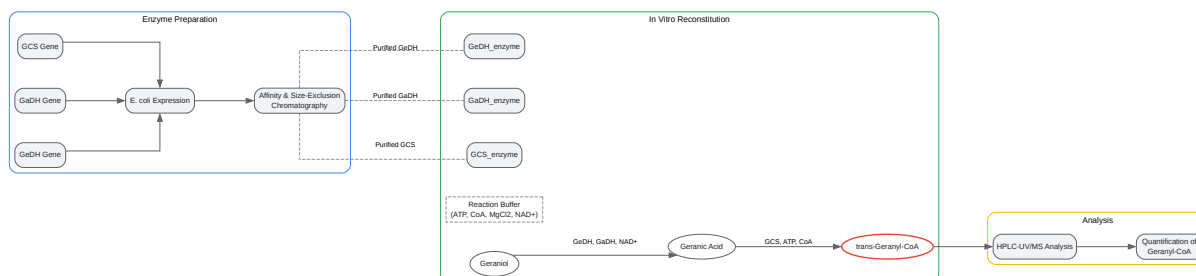 Enzyme Preparation
GCS Gene
GaDH Gene
GeDH Gene
E. coli Expression
Affinity & Size-Exclusion
Chromatography
Purified GeDH
Purified GaDH
Purified GCS
In Vitro Reconstitution
GeDH_enzyme
GaDH_enzyme
GCS_enzyme
Reaction Buffer
(ATP, CoA, MgCl2, NAD+)
Geraniol
GeDH, GaDH, NAD+
Geranic Acid
GCS, ATP, CoA
trans-Geranyl-CoA
Analysis
HPLC-UV/MS Analysis
Quantification of
Geranyl-CoA